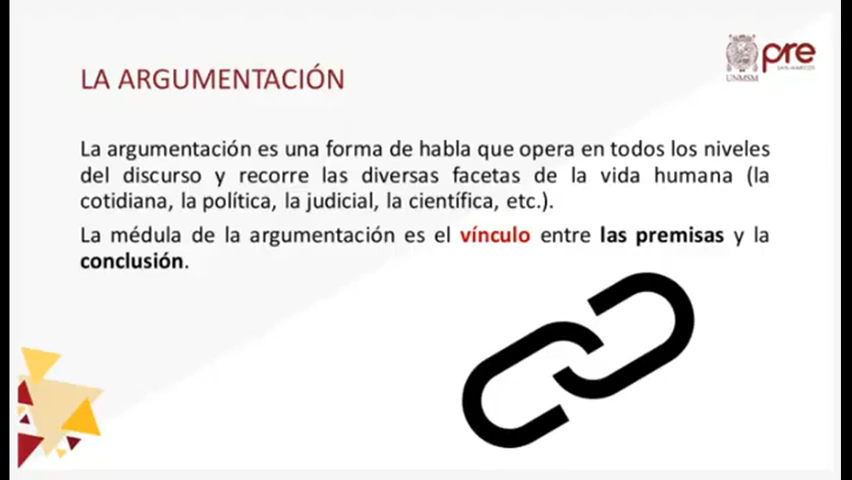 LA ARGUMENTACIÓN
UNMSM
pre
SAN MARCOS
La argumentación es una forma de habla que opera en todos los niveles
del discurso y recorre las diversas facetas de la vida humana (la
cotidiana, la política, la judicial, la científica, etc.).
La médula de la argumentación es el vínculo entre las premisas y la
conclusión.